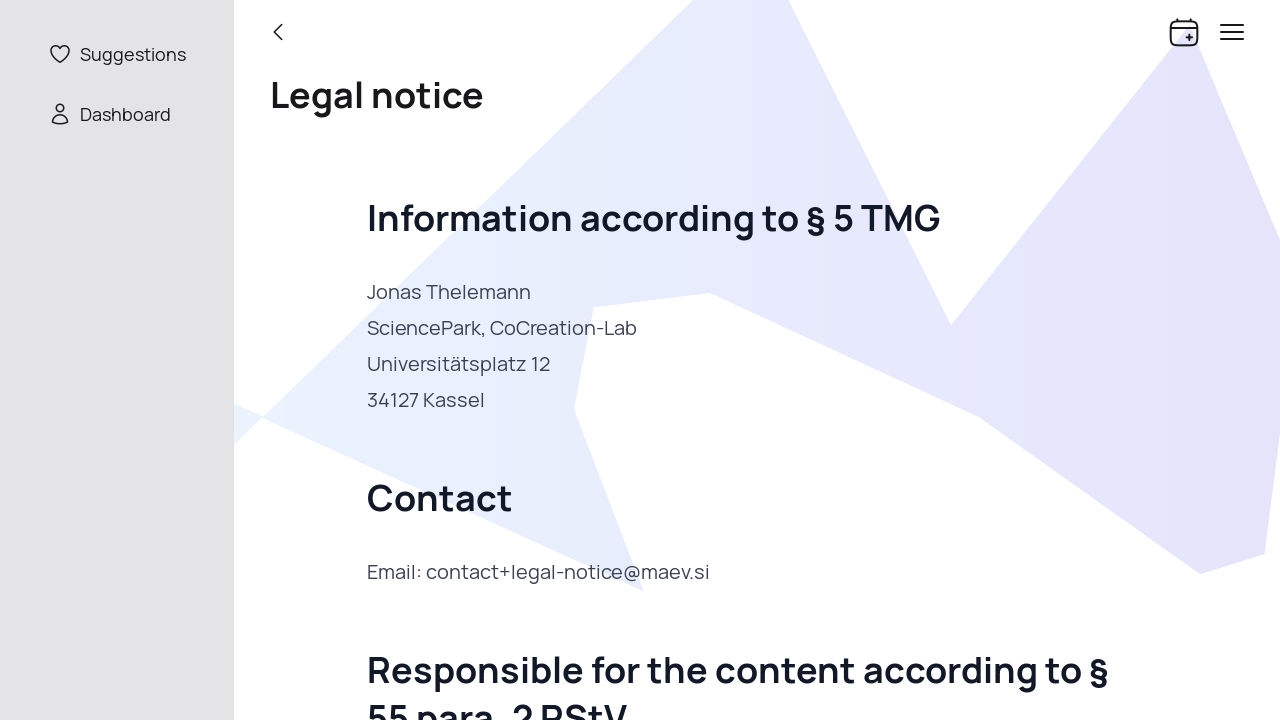 Suggestions
Dashboard
Legal notice
Information according to § 5 TMG
Jonas Thelemann
SciencePark, CoCreation-Lab
Universitätsplatz 12
34127 Kassel
Contact
Email: contact+legal-notice@maev.si
Responsible for the content according to §
55 para. 2 RStV